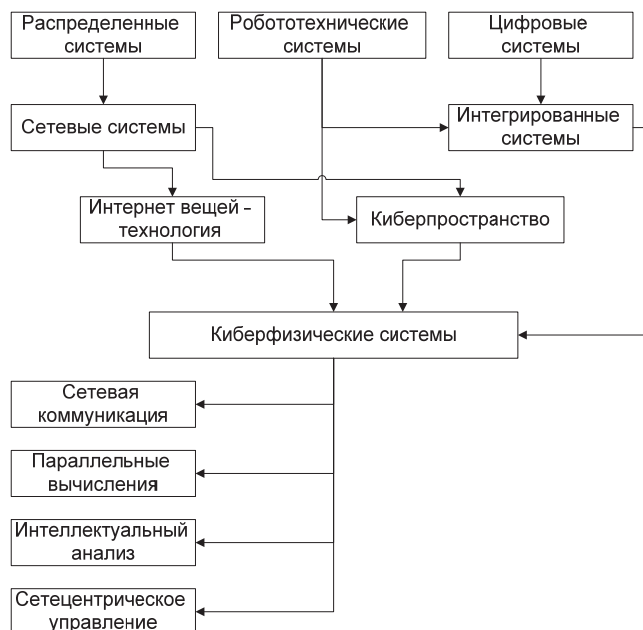 Распределенные
системы
Робототехнические
системы
Цифровые
системы
Сетевые системы
Интегрированные
системы
Интернет вещей -
технология
Киберпространство
Киберфизические системы
Сетевая
коммуникация
Параллельные
вычисления
Интеллектуальный
анализ
Сетецентрическое
управление